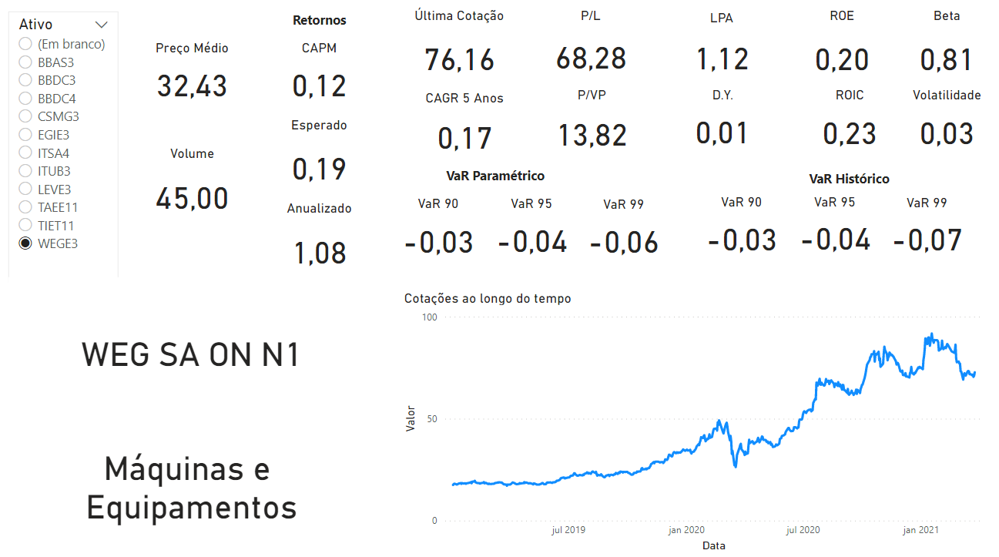 Ativo
(Em branco)
BBAS3
BBDC3
BBDC4
CSMG3
EGIE3
ITSA4
ITUB3
LEVE3
TAEE11
TIET11
WEGE3
Preço Médio
32,43
Volume
45,00
Retornos
CAPM
0,12
Esperado
0,19
Anualizado
1,08
Última Cotação
76,16
P/L
68,28
LPA
1,12
ROE
0,20
Beta
0,81
CAGR 5 Anos
0,17
P/VP
13,82
D.Y.
0,01
ROIC
0,23
Volatilidade
0,03
VaR Paramétrico
VaR 90
-0,03
VaR 95
-0,04
VaR 99
-0,06
VaR Histórico
VaR 90
-0,03
VaR 95
-0,04
VaR 99
-0,07
WEG SA ON N1
Máquinas e
Equipamentos
Cotações ao longo do tempo
100
50
0
Valor
jul 2019
jan 2020
jul 2020
jan 2021
Data